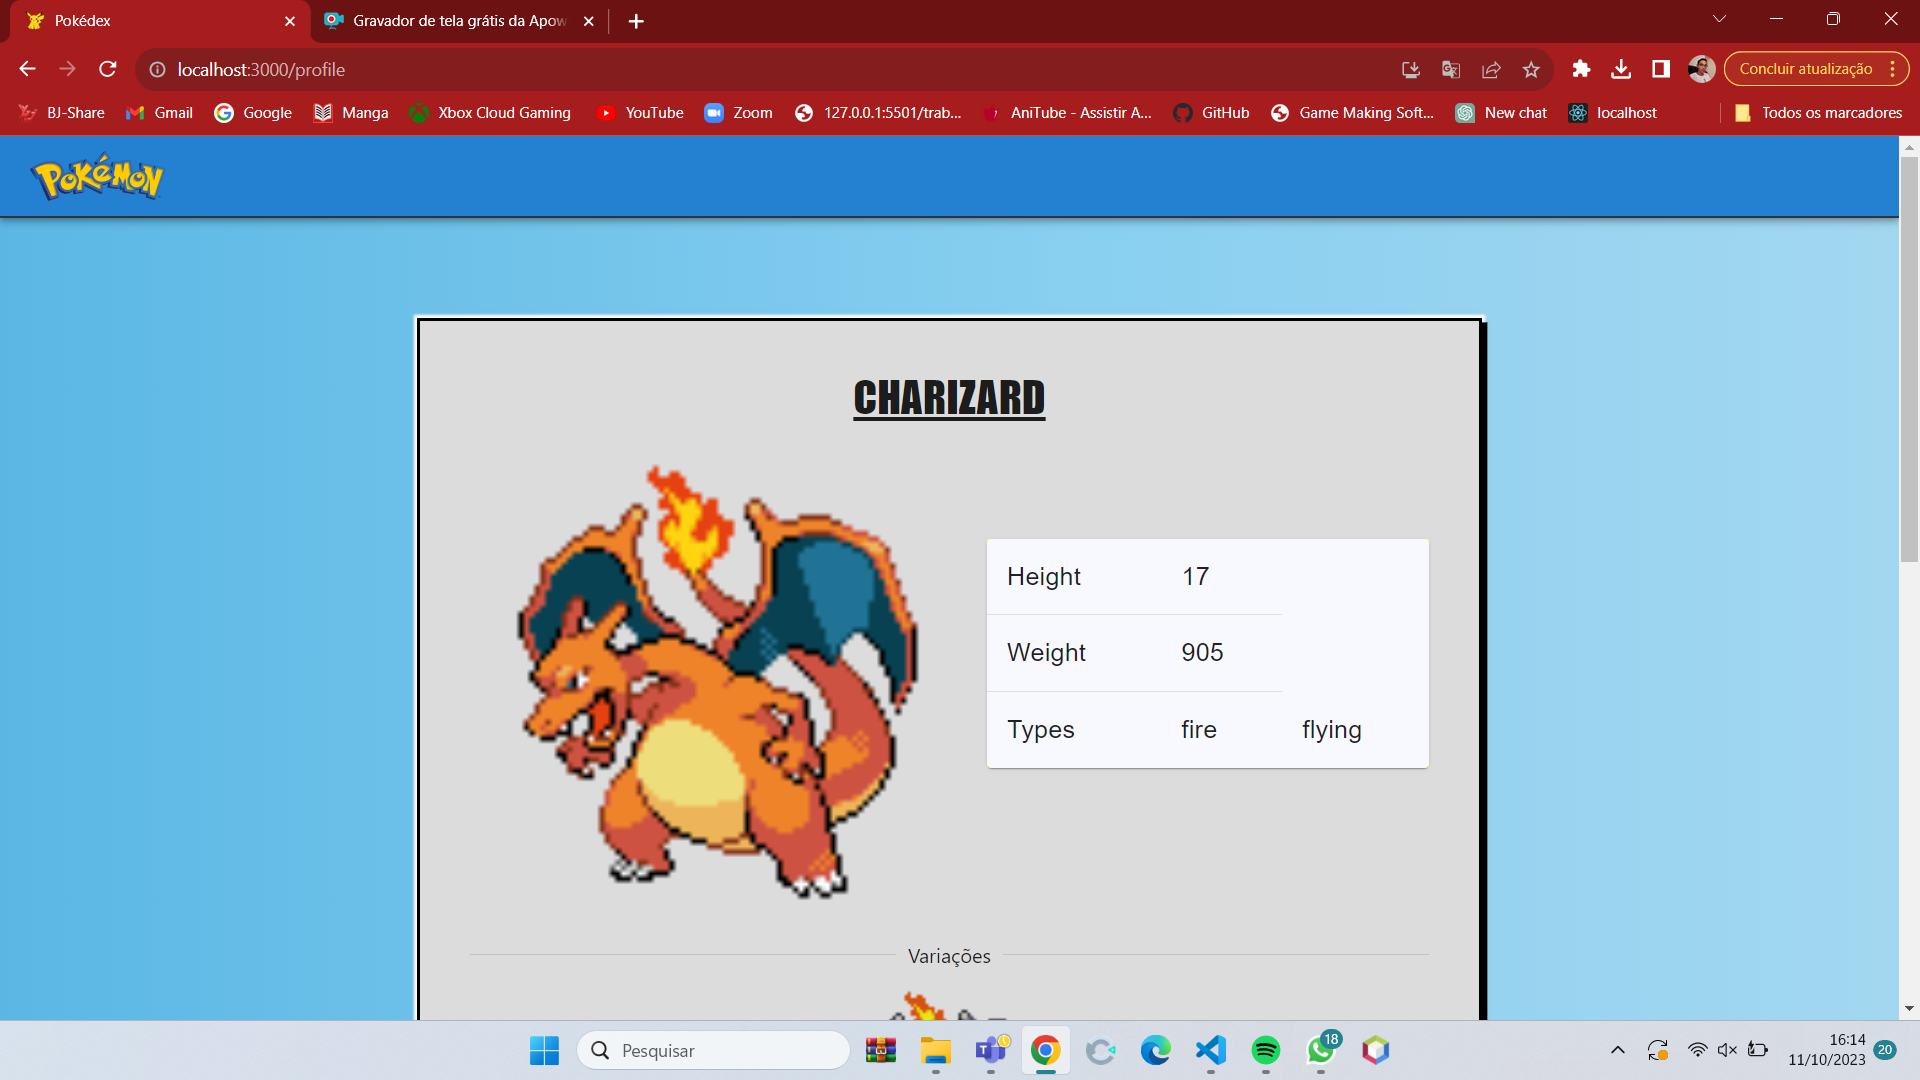 Pokédex
Gravador de tela grátis da Apow
localhost:3000/profile
Concluir atualização
BJ-Share
Gmail
Google
Manga
Xbox Cloud Gaming
YouTube
Zoom
127.0.0.1:5501/trab...
AniTube - Assistir A...
GitHub
Game Making Soft...
New chat
localhost
Todos os marcadores
POKéMON
CHARIZARD
Height 17
Weight 905
Types fire flying
Variações
Pesquisar
18
16:14
11/10/2023
20